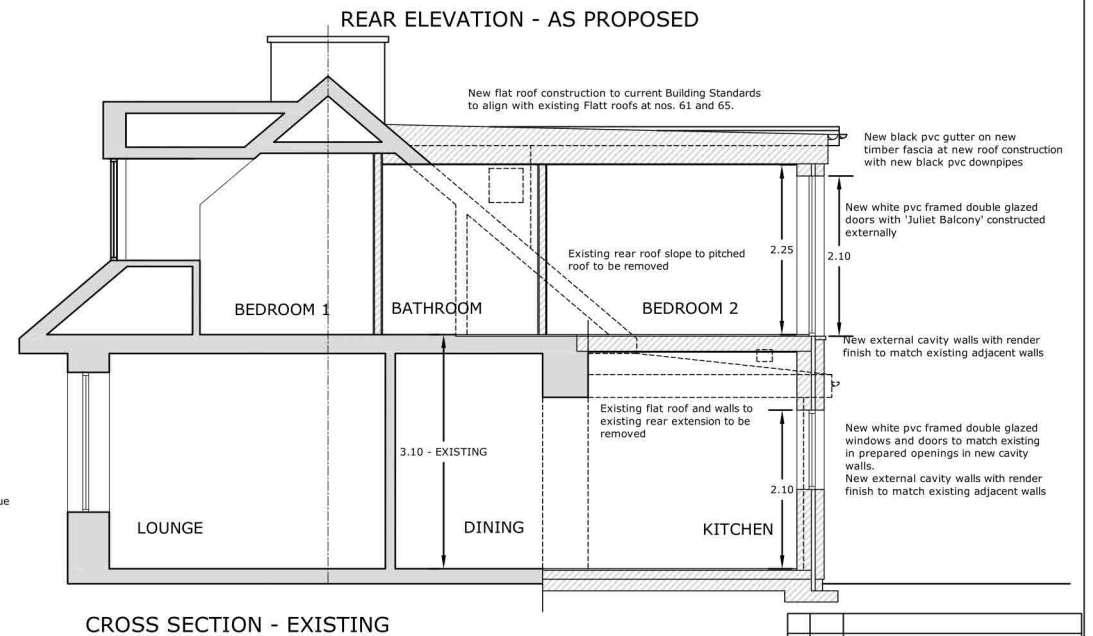 REAR ELEVATION - AS PROPOSED
New flat roof construction to current Building Standards
to align with existing Flatt roofs at nos. 61 and 65.
New black pvc gutter on new
timber fascia at new roof construction
with new black pvc downpipes
New white pvc framed double glazed
doors with 'Juliet Balcony' constructed
externally
Existing rear roof slope to pitched
roof to be removed
2.25
2.10
BEDROOM 1
BATHROOM
BEDROOM 2
New external cavity walls with render
finish to match existing adjacent walls
Existing flat roof and walls to
existing rear extension to be
removed
New white pvc framed double glazed
windows and doors to match existing
in prepared openings in new cavity
walls.
New external cavity walls with render
finish to match existing adjacent walls
3.10 - EXISTING
2.10
ue
LOUNGE
DINING
KITCHEN
CROSS SECTION - EXISTING